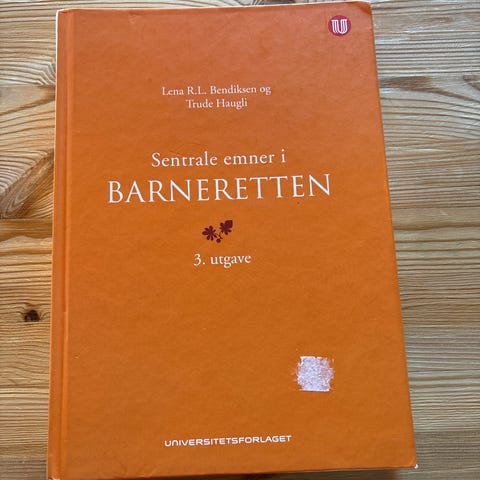 Lena R.L. Bendiksen og
Trude Haugli
Sentrale emner i
BARNERETTEN
3. utgave
UNIVERSITETSFORLAGET